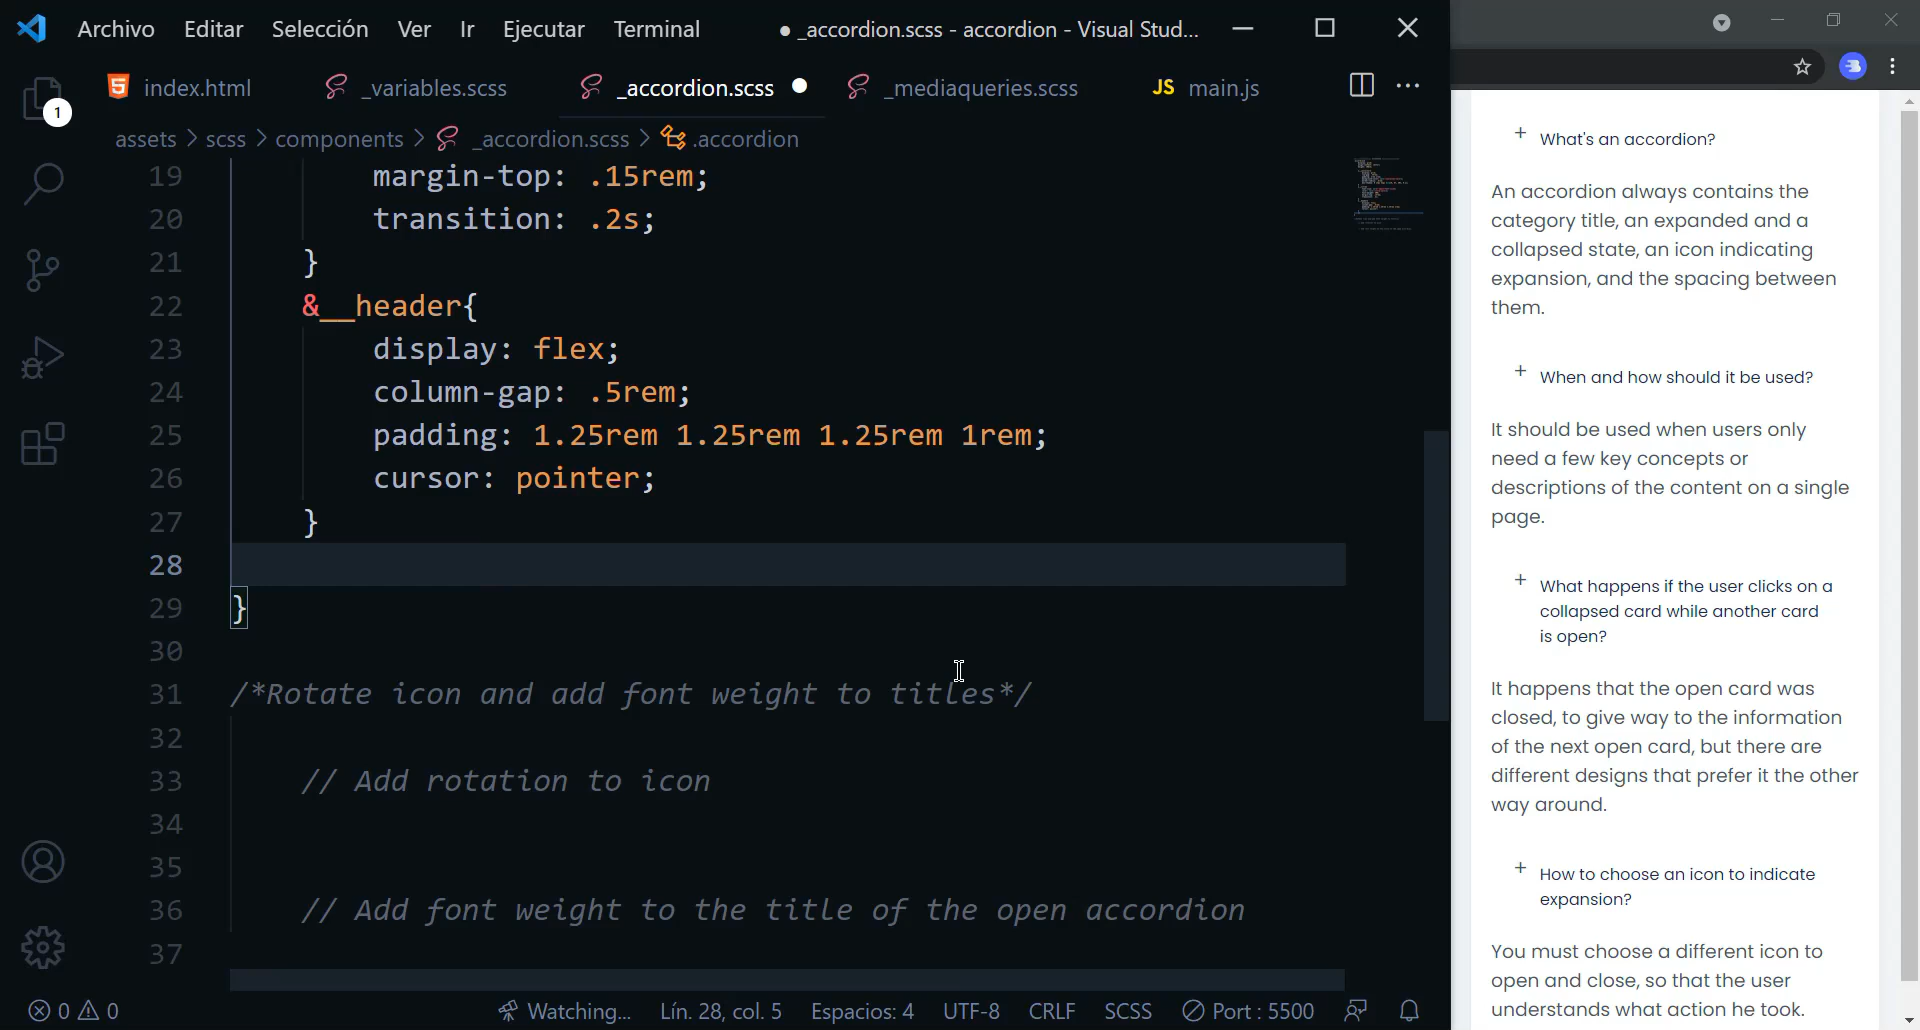 Archivo Editar Selección Ver Ir Ejecutar Terminal ● _accordion.scss - accordion - Visual Stud...
index.html _variables.scss _accordion.scss _mediaqueries.scss JS main.js
assets > scss > components > _accordion.scss > .accordion
1
19 margin-top: .15rem;
20 transition: .2s;
21 }
22 &__header{
23 display: flex;
24 column-gap: .5rem;
25 padding: 1.25rem 1.25rem 1.25rem 1rem;
26 cursor: pointer;
27 }
28
29 }
30
31 /*Rotate icon and add font weight to titles*/
32
33 // Add rotation to icon
34
35
36 // Add font weight to the title of the open accordion
37
0 0 Watching... Lín. 28, col. 5 Espacios: 4 UTF-8 CRLF SCSS Port : 5500
+ What's an accordion?
An accordion always contains the
category title, an expanded and a
collapsed state, an icon indicating
expansion, and the spacing between
them.
+ When and how should it be used?
It should be used when users only
need a few key concepts or
descriptions of the content on a single
page.
+ What happens if the user clicks on a
collapsed card while another card
is open?
It happens that the open card was
closed, to give way to the information
of the next open card, but there are
different designs that prefer it the other
way around.
+ How to choose an icon to indicate
expansion?
You must choose a different icon to
open and close, so that the user
understands what action he took.